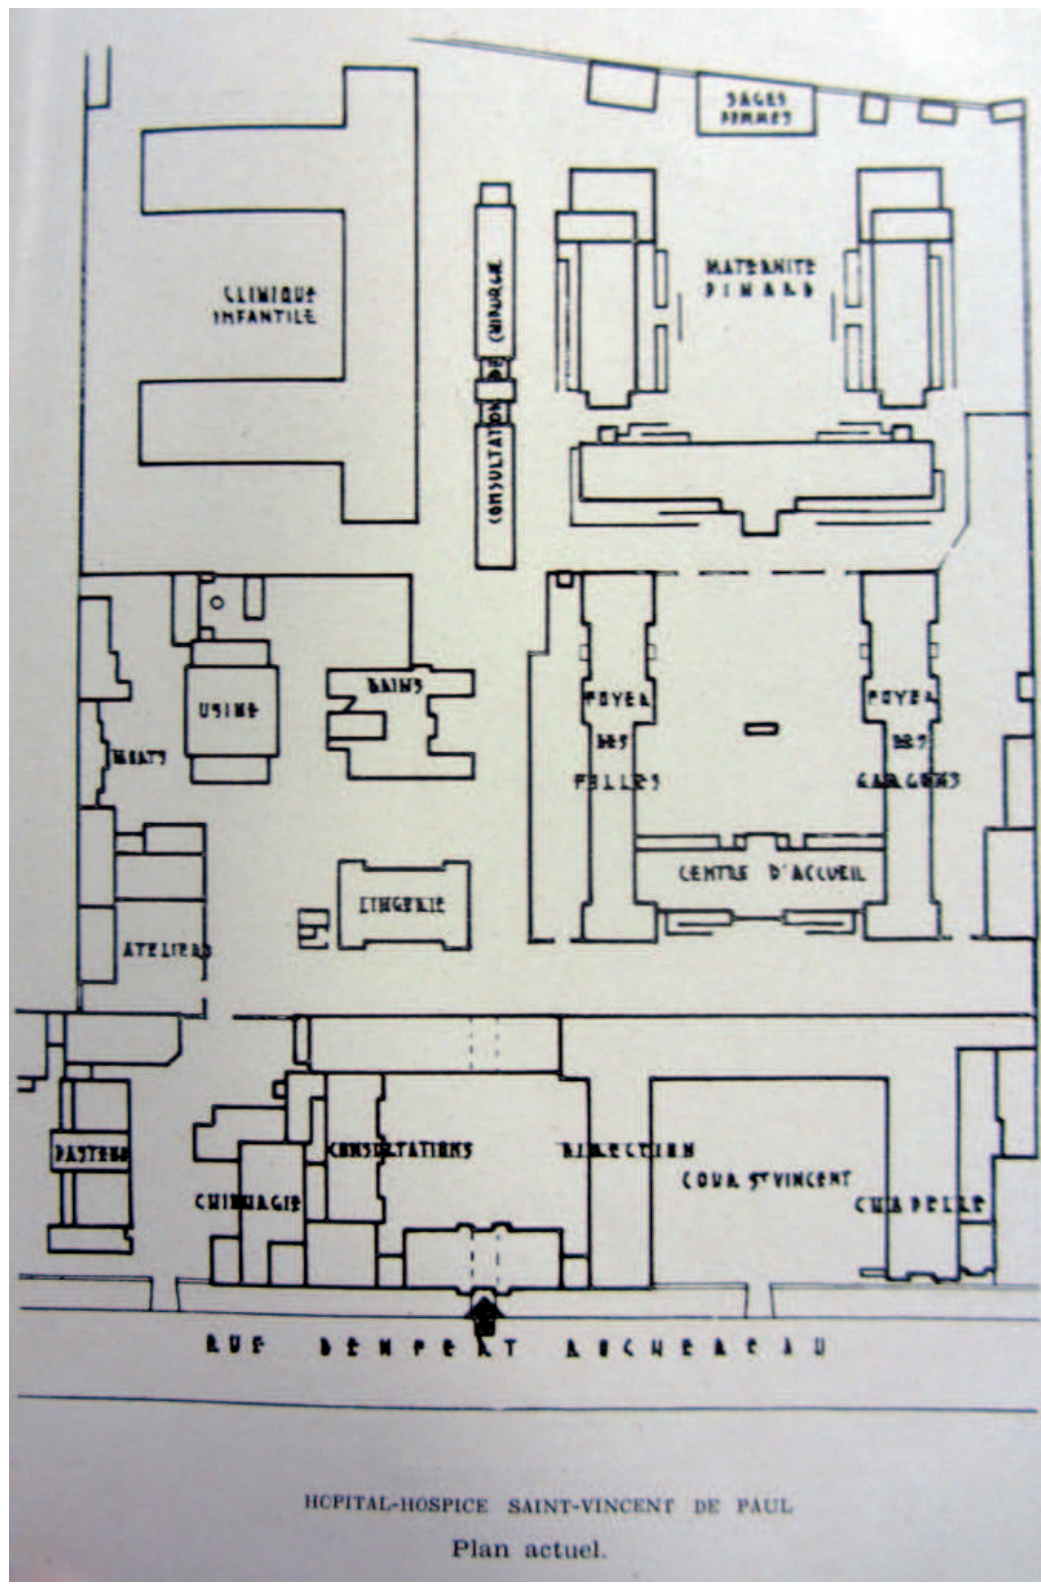 SAGES
FEMMES
MATERNITE
PINARD
CLINIQUE
INFANTILE
CONSULTATION DE CHIRURGIE
BAINS
USINE
MORTS
FOYER
DES
FILLES
FOYER
DES
GARCONS
CENTRE D'ACCUEIL
LINGERIE
ATELIERS
PASTEUR
CONSULTATIONS
DIRECTION
COUR ST VINCENT
CHIRURGIE
CHAPELLE
RUE DENFERT ROCHEREAU
HOPITAL-HOSPICE SAINT-VINCENT DE PAUL
Plan actuel.